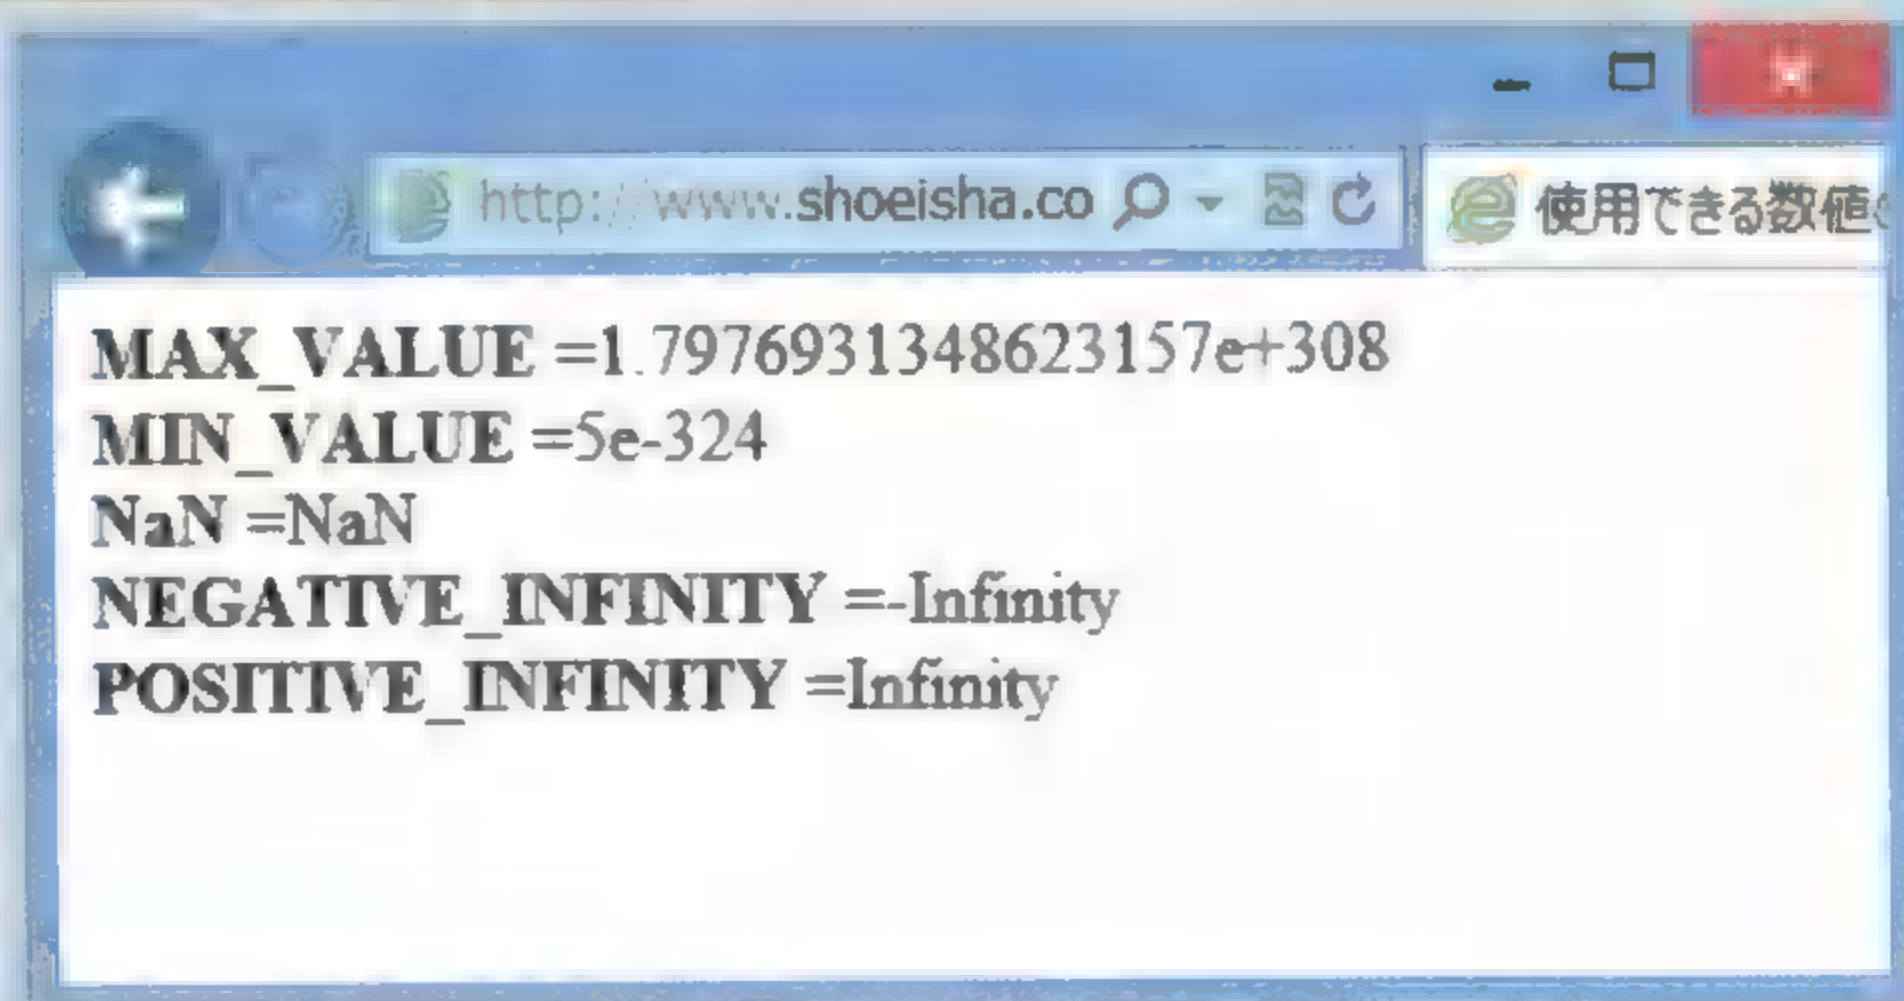 http://www.shoeisha.co
使用できる数値の
MAX_VALUE =1.7976931348623157e+308
MIN_VALUE =5e-324
NaN =NaN
NEGATIVE_INFINITY =-Infinity
POSITIVE_INFINITY =Infinity